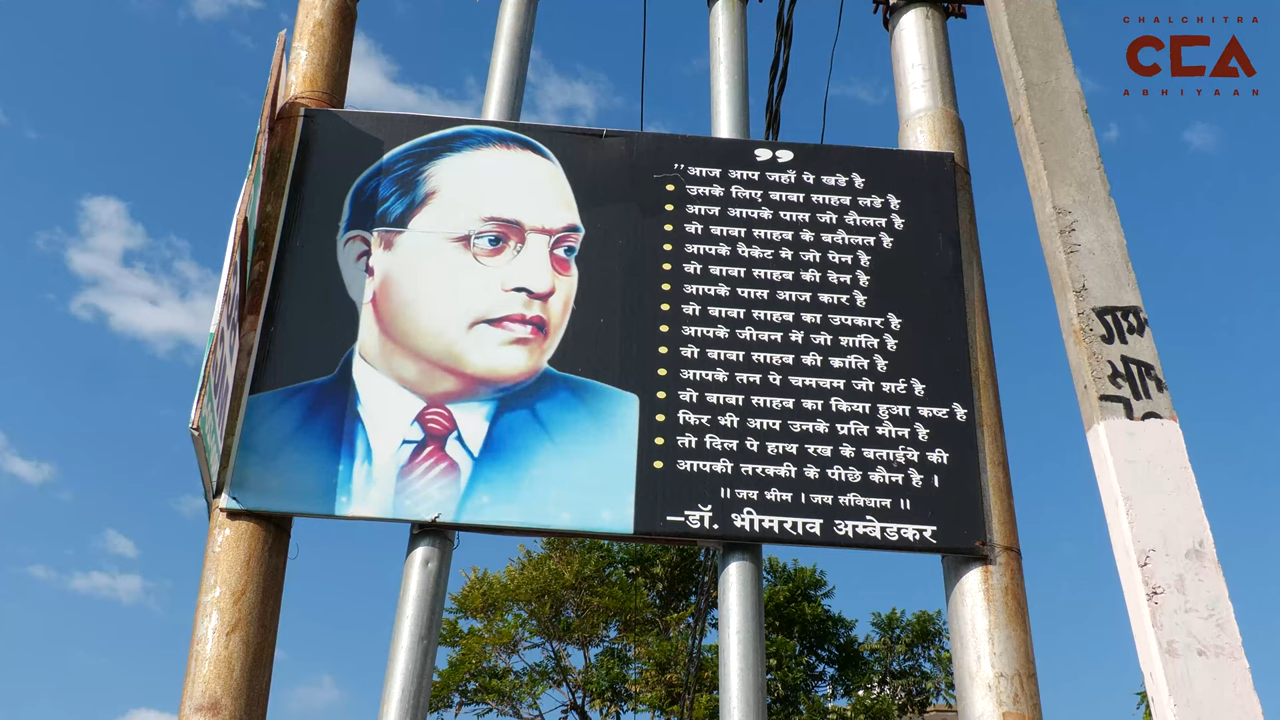 CHALCHITRA
CEA
ABHIYAAN
”
"आज आप जहाँ पे खडे है
उसके लिए बाबा साहब लडे है
आज आपके पास जो दौलत है
वो बाबा साहब के बदौलत है
आपके पैकेट मे जो पेन है
वो बाबा साहब की देन है
आपके पास आज कार है
वो बाबा साहब का उपकार है
आपके जीवन में जो शांति है
वो बाबा साहब की क्रांति है
आपके तन पे चमचम जो शर्ट है
वो बाबा साहब का किया हुआ कष्ट है
फिर भी आप उनके प्रति मौन है
तो दिल पे हाथ रख के बताईये की
आपकी तरक्की के पीछे कौन है ।
।। जय भीम । जय संविधान ।।
–डॉ. भीमराव अम्बेडकर